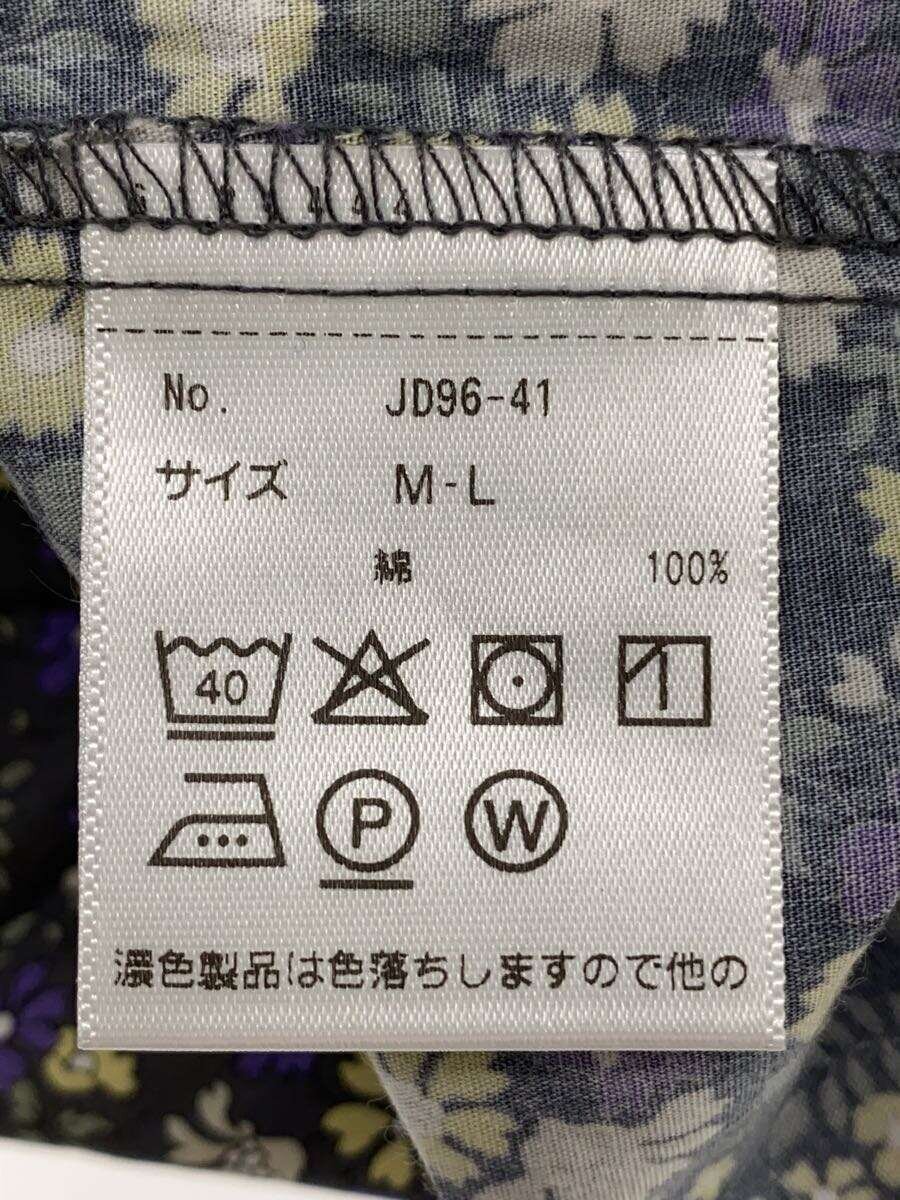 No. JD96-41
サイズ M-L
綿 100%
40
P W
濃色製品は色落ちしますので他の